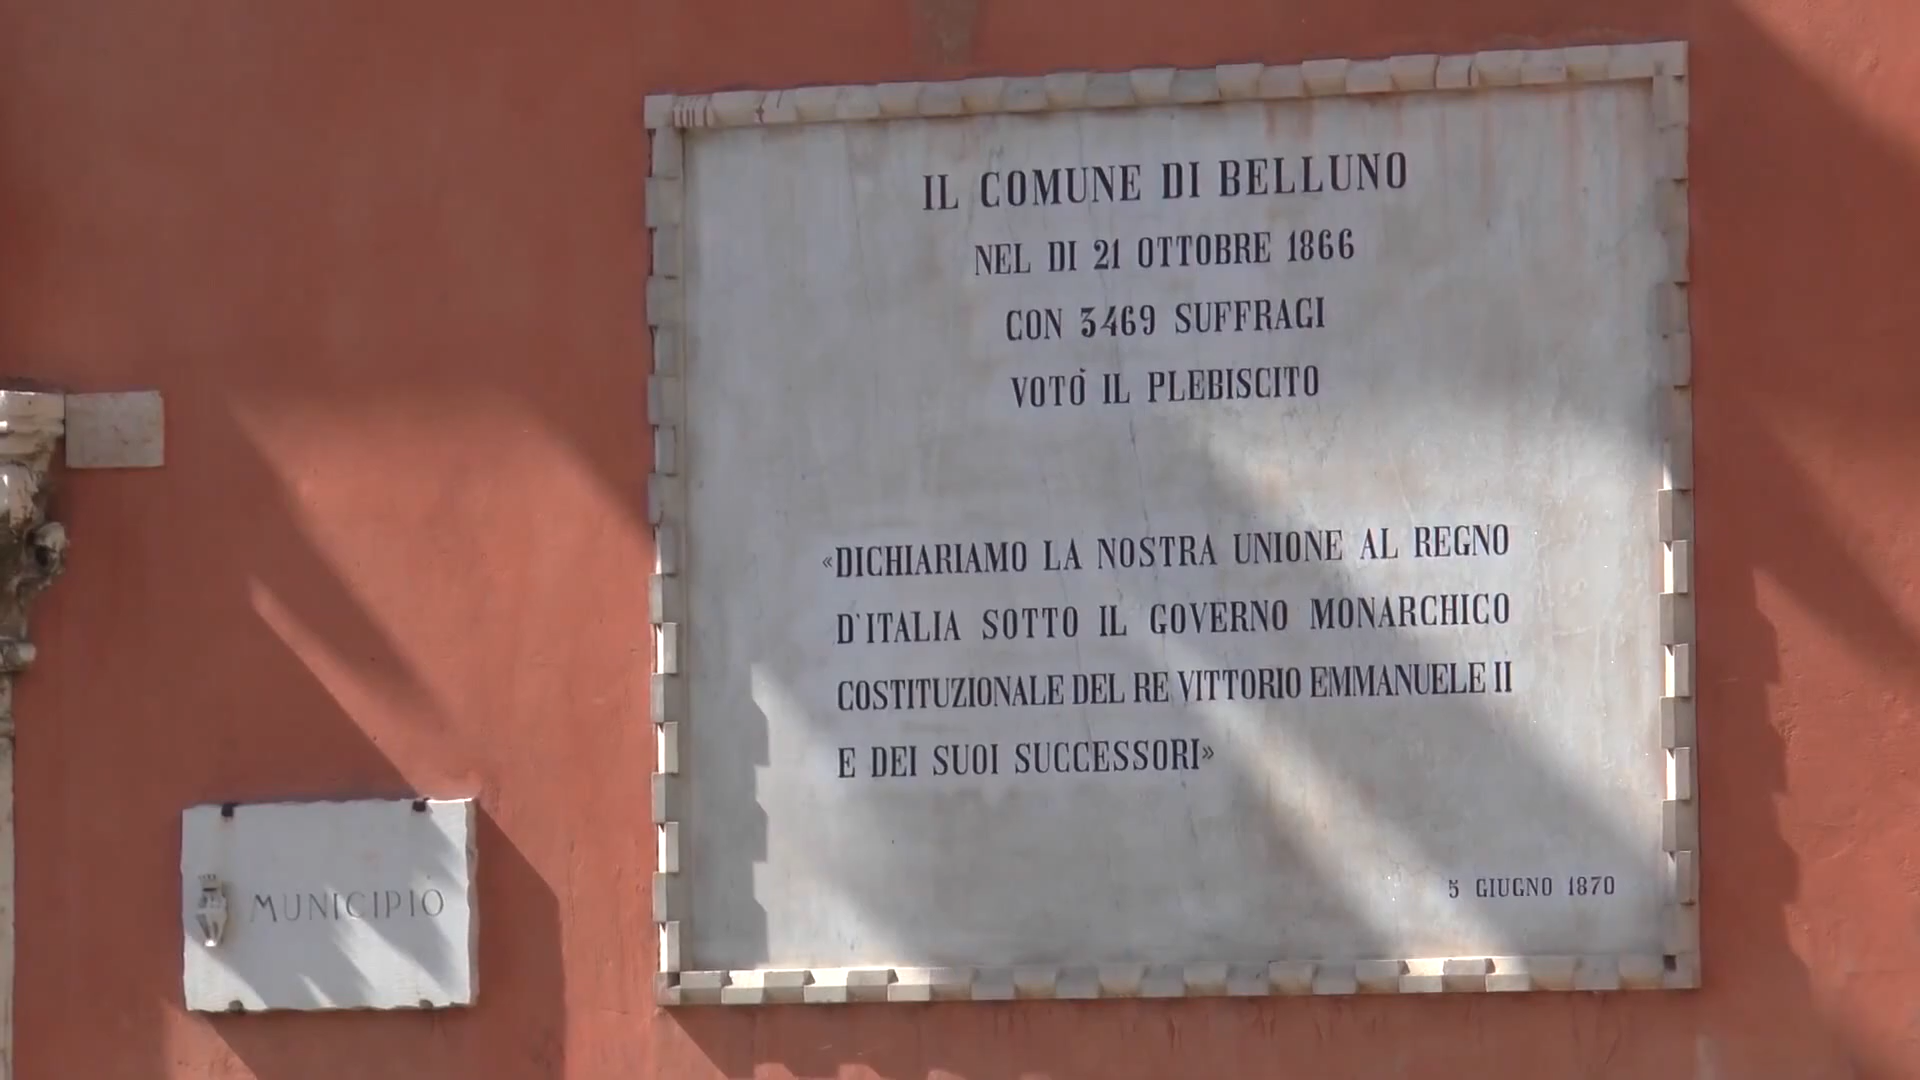 IL COMUNE DI BELLUNO
NEL DI 21 OTTOBRE 1866
CON 3469 SUFFRAGI
VOTÒ IL PLEBISCITO
«DICHIARIAMO LA NOSTRA UNIONE AL REGNO
D'ITALIA SOTTO IL GOVERNO MONARCHICO
COSTITUZIONALE DEL RE VITTORIO EMMANUELE II
E DEI SUOI SUCCESSORI»
5 GIUGNO 1870
MUNICIPIO